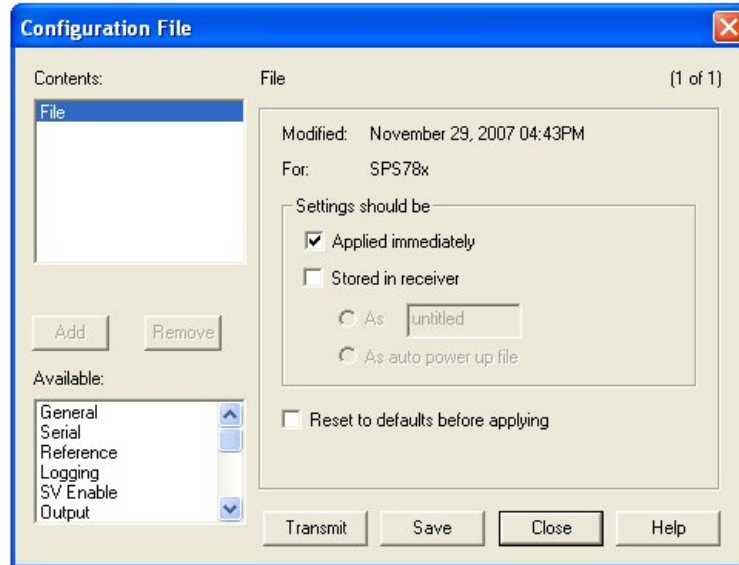 Configuration File
Contents:
File
Add
Remove
Available:
General
Serial
Reference
Logging
SV Enable
Output
File
(1 of 1)
Modified: November 29, 2007 04:43PM
For: SPS78x
Settings should be
Applied immediately
Stored in receiver
As untitled
As auto power up file
Reset to defaults before applying
Transmit
Save
Close
Help